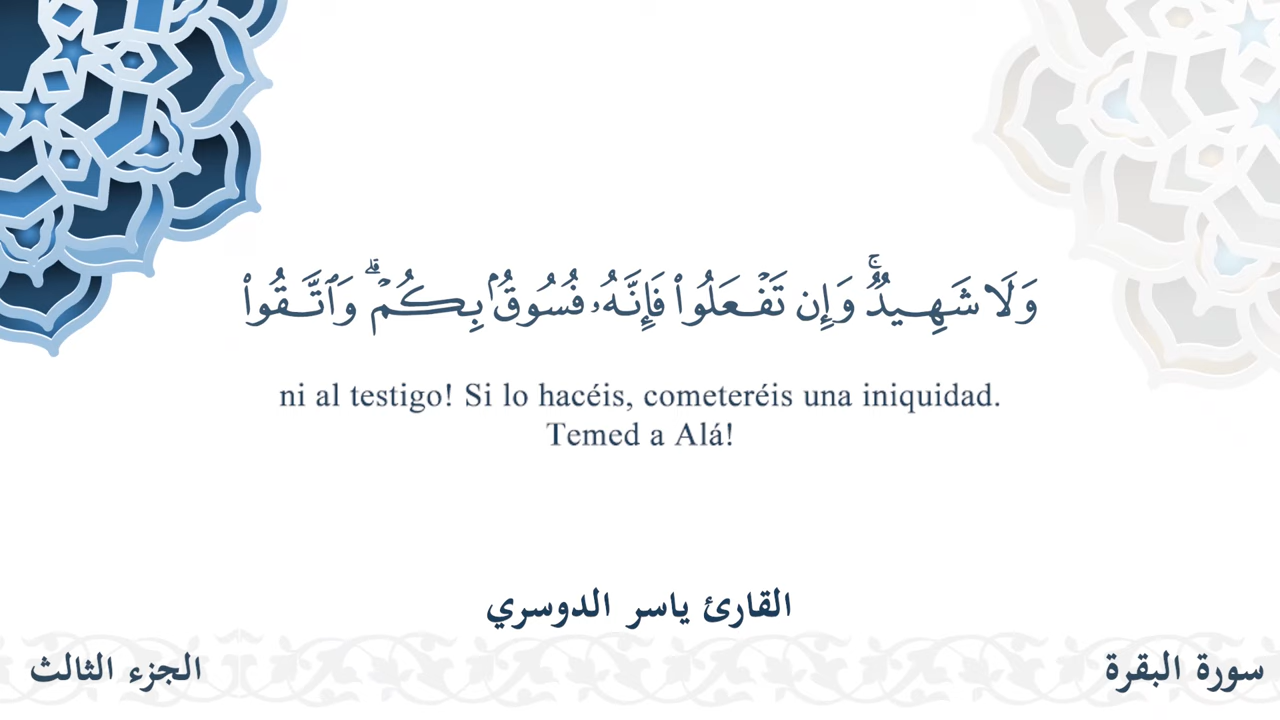 وَلَا شَهِيدٌۭ ۚ وَإِن تَفْعَلُوا۟ فَإِنَّهُۥ فُسُوقٌۢ بِكُمْ ۗ وَٱتَّقُوا۟
ni al testigo! Si lo hacéis, cometeréis una iniquidad.
Temed a Alá!
القارئ ياسر الدوسري
سورة البقرة
الجزء الثالث